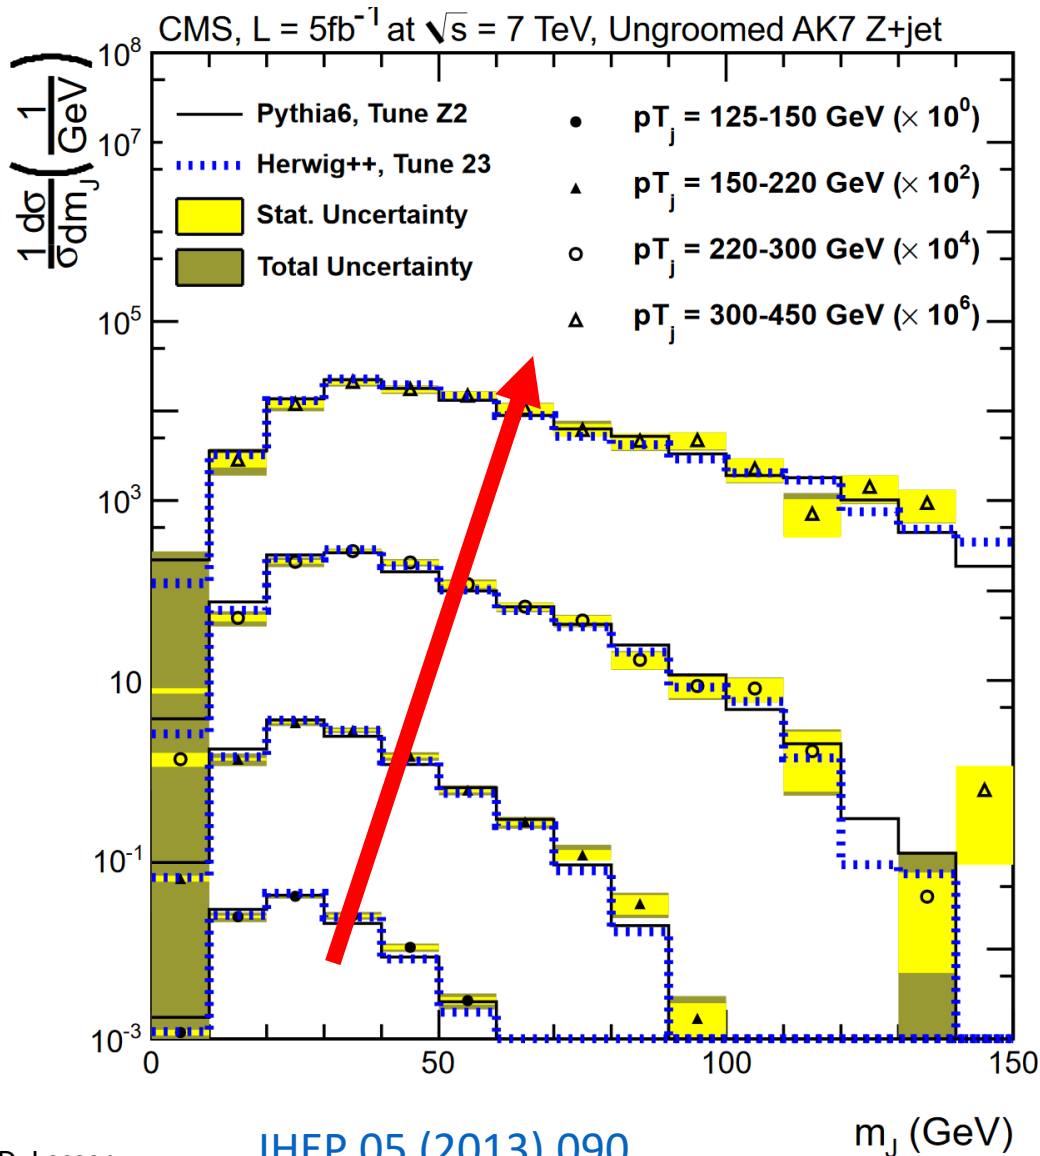 CMS, L = 5fb⁻¹ at √s = 7 TeV, Ungroomed AK7 Z+jet
1/σ dσ/dm_J (1/GeV)
Pythia6, Tune Z2
Herwig++, Tune 23
Stat. Uncertainty
Total Uncertainty
pT_j = 125-150 GeV (× 10⁰)
pT_j = 150-220 GeV (× 10²)
pT_j = 220-300 GeV (× 10⁴)
pT_j = 300-450 GeV (× 10⁶)
10⁸
10⁷
10⁵
10³
10
10⁻¹
10⁻³
0 50 100 150
m_J (GeV)
JHEP 05 (2013) 090